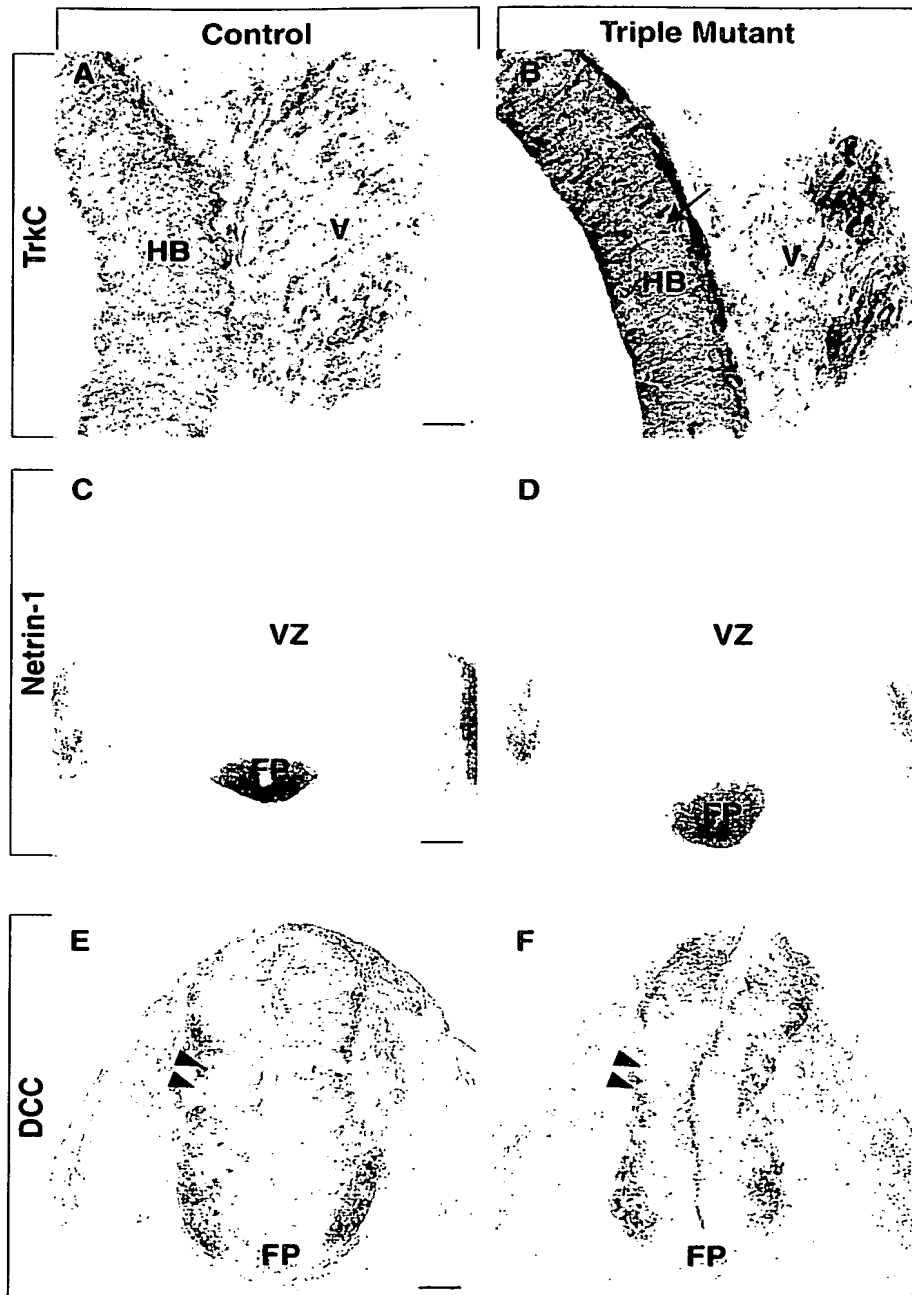 Control
Triple Mutant
TrkC
A
HB
V
B
HB
V
Netrin-1
C
VZ
FP
D
VZ
FP
DCC
E
FP
F
FP